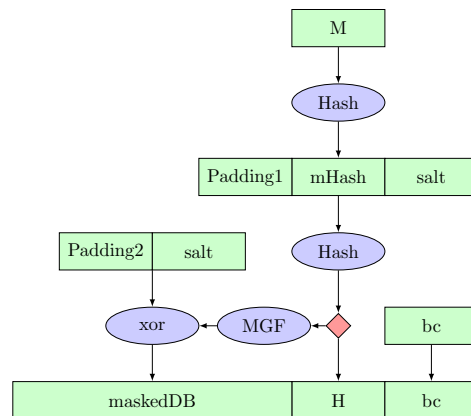 M
Hash
Padding1 mHash salt
Hash
Padding2 salt
xor MGF bc
maskedDB H bc